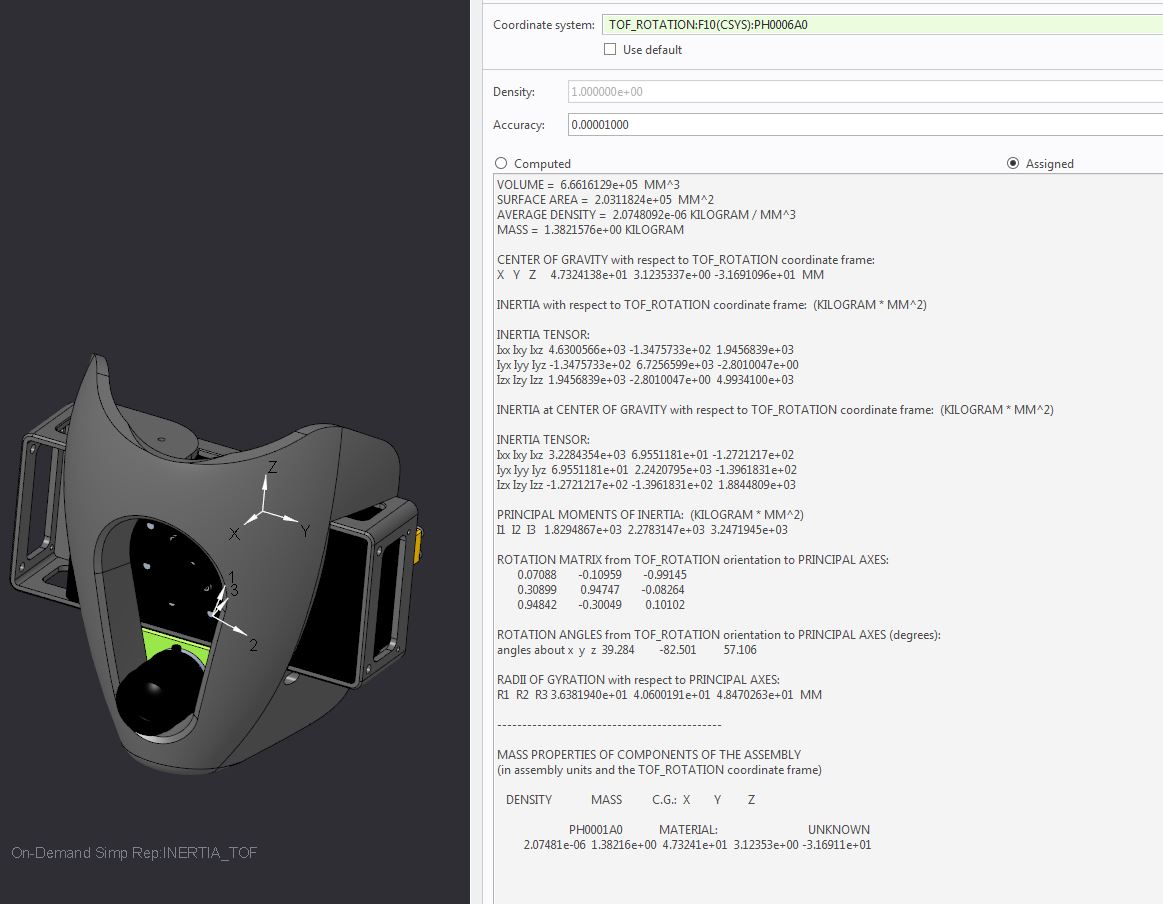 Coordinate system: TOF_ROTATION:F10(CSYS):PH0006A0
Use default
Density: 1.000000e+00
Accuracy: 0.00001000
Computed Assigned
VOLUME = 6.6616129e+05 MM^3
SURFACE AREA = 2.0311824e+05 MM^2
AVERAGE DENSITY = 2.0748092e-06 KILOGRAM / MM^3
MASS = 1.3821576e+00 KILOGRAM
CENTER OF GRAVITY with respect to TOF_ROTATION coordinate frame:
X Y Z 4.7324138e+01 3.1235337e+00 -3.1691096e+01 MM
INERTIA with respect to TOF_ROTATION coordinate frame: (KILOGRAM * MM^2)
INERTIA TENSOR:
Ixx Ixy Ixz 4.6300566e+03 -1.3475733e+02 1.9456839e+03
Iyx Iyy Iyz -1.3475733e+02 6.7256599e+03 -2.8010047e+00
Izx Izy Izz 1.9456839e+03 -2.8010047e+00 4.9934100e+03
INERTIA at CENTER OF GRAVITY with respect to TOF_ROTATION coordinate frame: (KILOGRAM * MM^2)
INERTIA TENSOR:
Ixx Ixy Ixz 3.2284354e+03 6.9551181e+01 -1.2721217e+02
Iyx Iyy Iyz 6.9551181e+01 2.2420795e+03 -1.3961831e+02
Izx Izy Izz -1.2721217e+02 -1.3961831e+02 1.8844809e+03
PRINCIPAL MOMENTS OF INERTIA: (KILOGRAM * MM^2)
I1 I2 I3 1.8294867e+03 2.2783147e+03 3.2471945e+03
ROTATION MATRIX from TOF_ROTATION orientation to PRINCIPAL AXES:
0.07088 -0.10959 -0.99145
0.30899 0.94747 -0.08264
0.94842 -0.30049 0.10102
ROTATION ANGLES from TOF_ROTATION orientation to PRINCIPAL AXES (degrees):
angles about x y z 39.284 -82.501 57.106
RADII OF GYRATION with respect to PRINCIPAL AXES:
R1 R2 R3 3.6381940e+01 4.0600191e+01 4.8470263e+01 MM
---------------------------------------------
MASS PROPERTIES OF COMPONENTS OF THE ASSEMBLY
(in assembly units and the TOF_ROTATION coordinate frame)
DENSITY MASS C.G.: X Y Z
PH0001A0 MATERIAL: UNKNOWN
2.07481e-06 1.38216e+00 4.73241e+01 3.12353e+00 -3.16911e+01
Z
X
Y
1
3
2
On-Demand Simp Rep:INERTIA_TOF